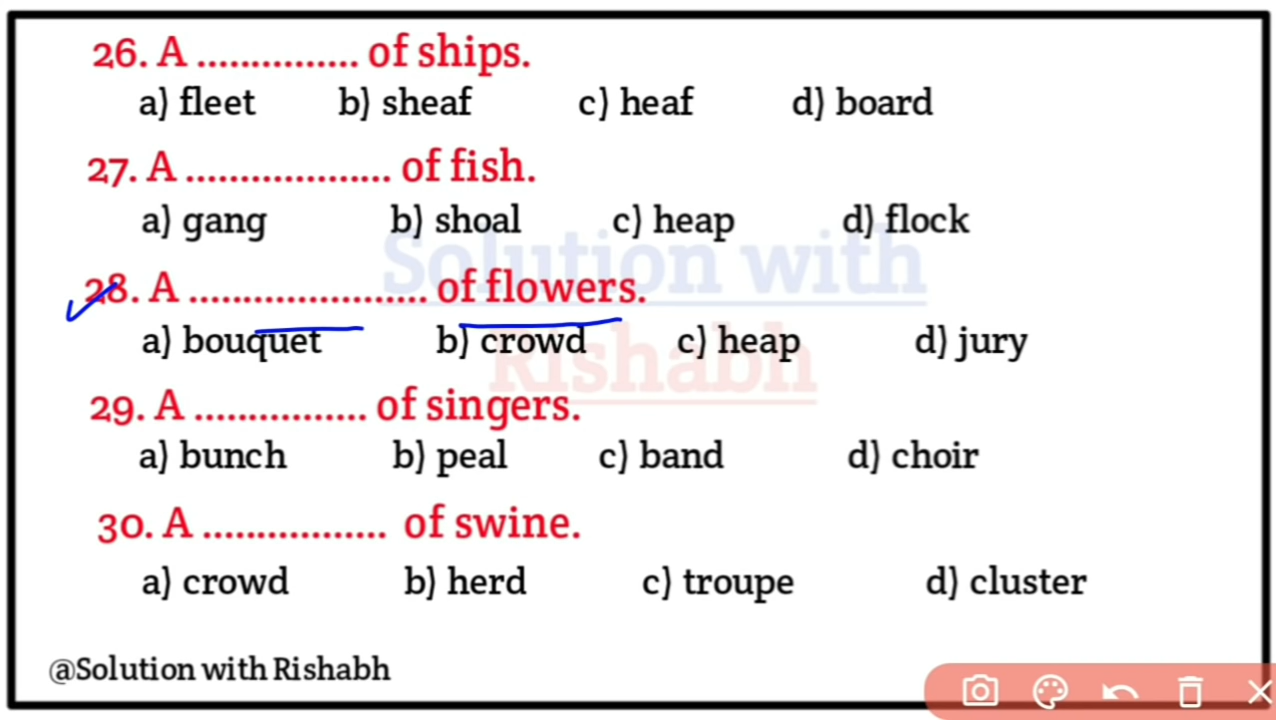 26. A ............... of ships.
a) fleet b) sheaf c) heaf d) board
27. A ................... of fish.
a) gang b) shoal c) heap d) flock
Solution with
28. A ...................... of flowers.
a) bouquet b) crowd c) heap d) jury
Rishabh
29. A ................ of singers.
a) bunch b) peal c) band d) choir
30. A ................. of swine.
a) crowd b) herd c) troupe d) cluster
@Solution with Rishabh